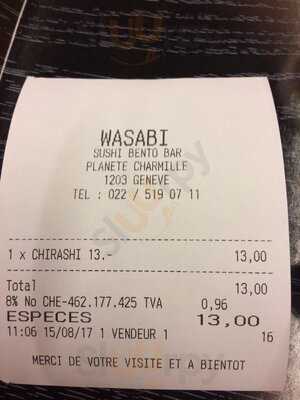 WASABI
SUSHI BENTO BAR
PLANETE CHARMILLE
1203 GENEVE
TEL : 022 / 519 07 11
1 x CHIRASHI 13.- 13,00
Total 13,00
8% No CHE-462.177.425 TVA 0,96
ESPECES 13,00
11:06 15/08/17 1 VENDEUR 1 16
MERCI DE VOTRE VISITE ET A BIENTOT